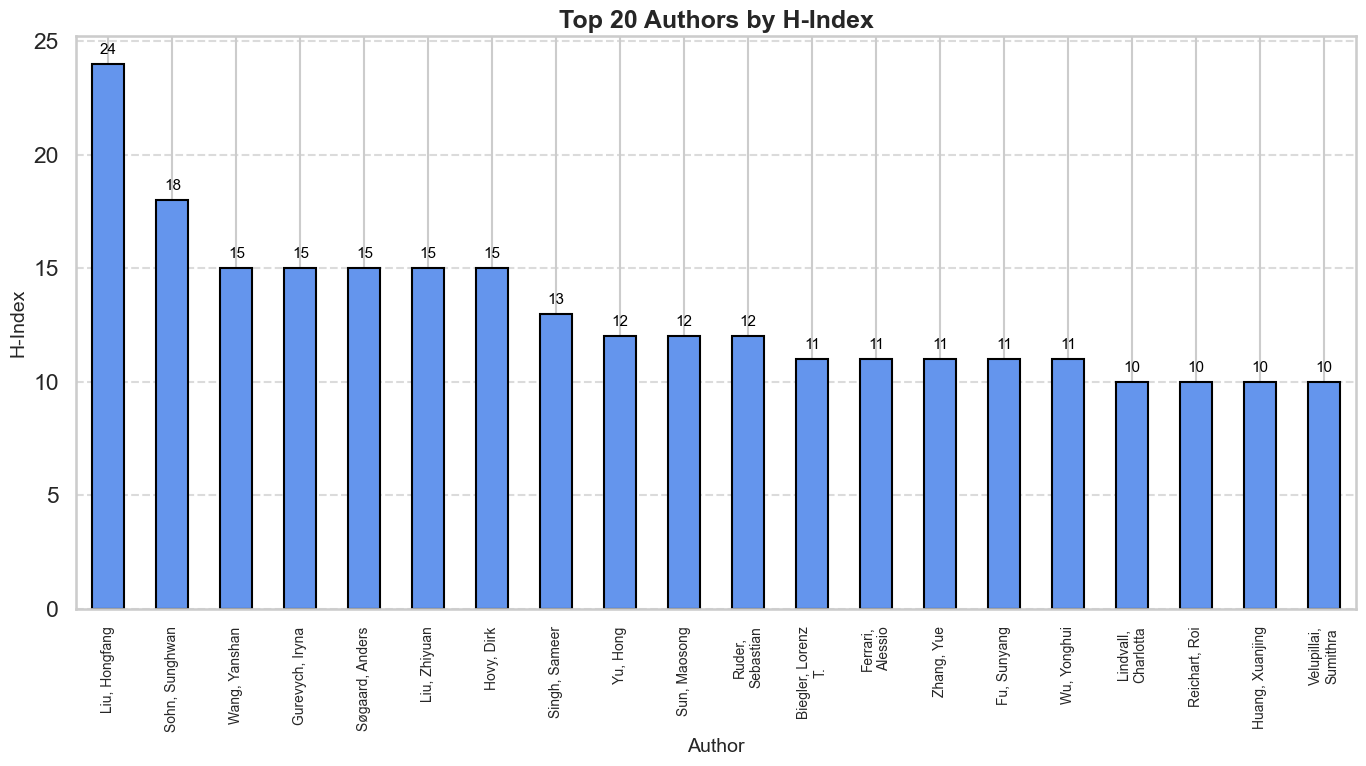 Top 20 Authors by H-Index
H-Index
25
20
15
10
5
0
24
18
15
15
15
15
15
13
12
12
12
11
11
11
11
11
10
10
10
10
Liu, Hongfang
Sohn, Sunghwan
Wang, Yanshan
Gurevych, Iryna
Søgaard, Anders
Liu, Zhiyuan
Hovy, Dirk
Singh, Sameer
Yu, Hong
Sun, Maosong
Ruder,
Sebastian
Biegler, Lorenz
T.
Ferrari,
Alessio
Zhang, Yue
Fu, Sunyang
Wu, Yonghui
Lindvall,
Charlotta
Reichart, Roi
Huang, Xuanjing
Velupillai,
Sumithra
Author